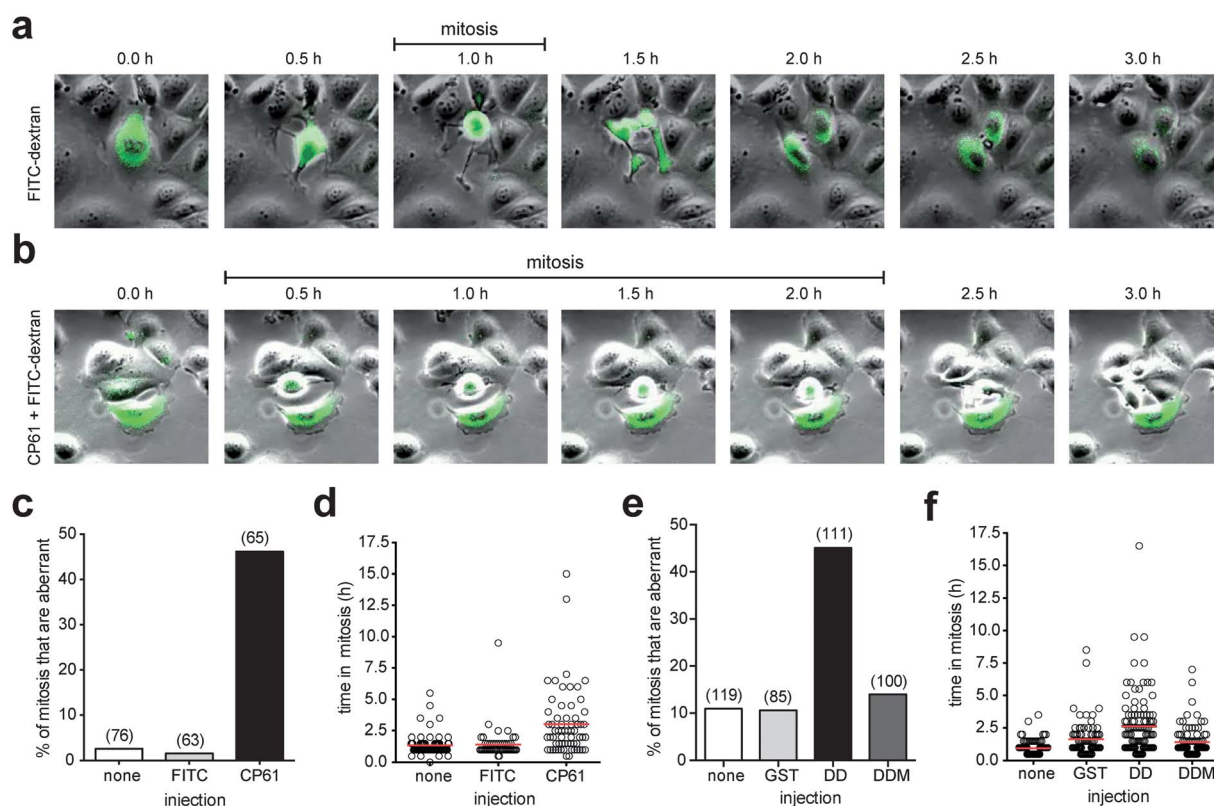 a
mitosis
0.0 h 0.5 h 1.0 h 1.5 h 2.0 h 2.5 h 3.0 h
FITC-dextran
b
mitosis
0.0 h 0.5 h 1.0 h 1.5 h 2.0 h 2.5 h 3.0 h
CP61 + FITC-dextran
c
% of mitosis that are aberrant
50
40
30
20
10
0
(76) (63) (65)
none FITC CP61
injection
d
time in mitosis (h)
17.5
15.0
12.5
10.0
7.5
5.0
2.5
0.0
none FITC CP61
injection
e
% of mitosis that are aberrant
50
40
30
20
10
0
(119) (85) (111) (100)
none GST DD DDM
injection
f
time in mitosis (h)
17.5
15.0
12.5
10.0
7.5
5.0
2.5
0.0
none GST DD DDM
injection